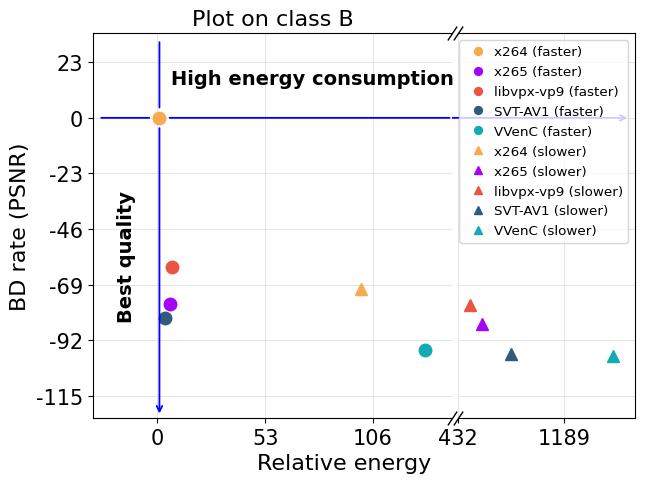 Plot on class B
High energy consumption
Best quality
x264 (faster)
x265 (faster)
libvpx-vp9 (faster)
SVT-AV1 (faster)
VVenC (faster)
x264 (slower)
x265 (slower)
libvpx-vp9 (slower)
SVT-AV1 (slower)
VVenC (slower)
BD rate (PSNR)
23
0
-23
-46
-69
-92
-115
0 53 106 432 1189
Relative energy